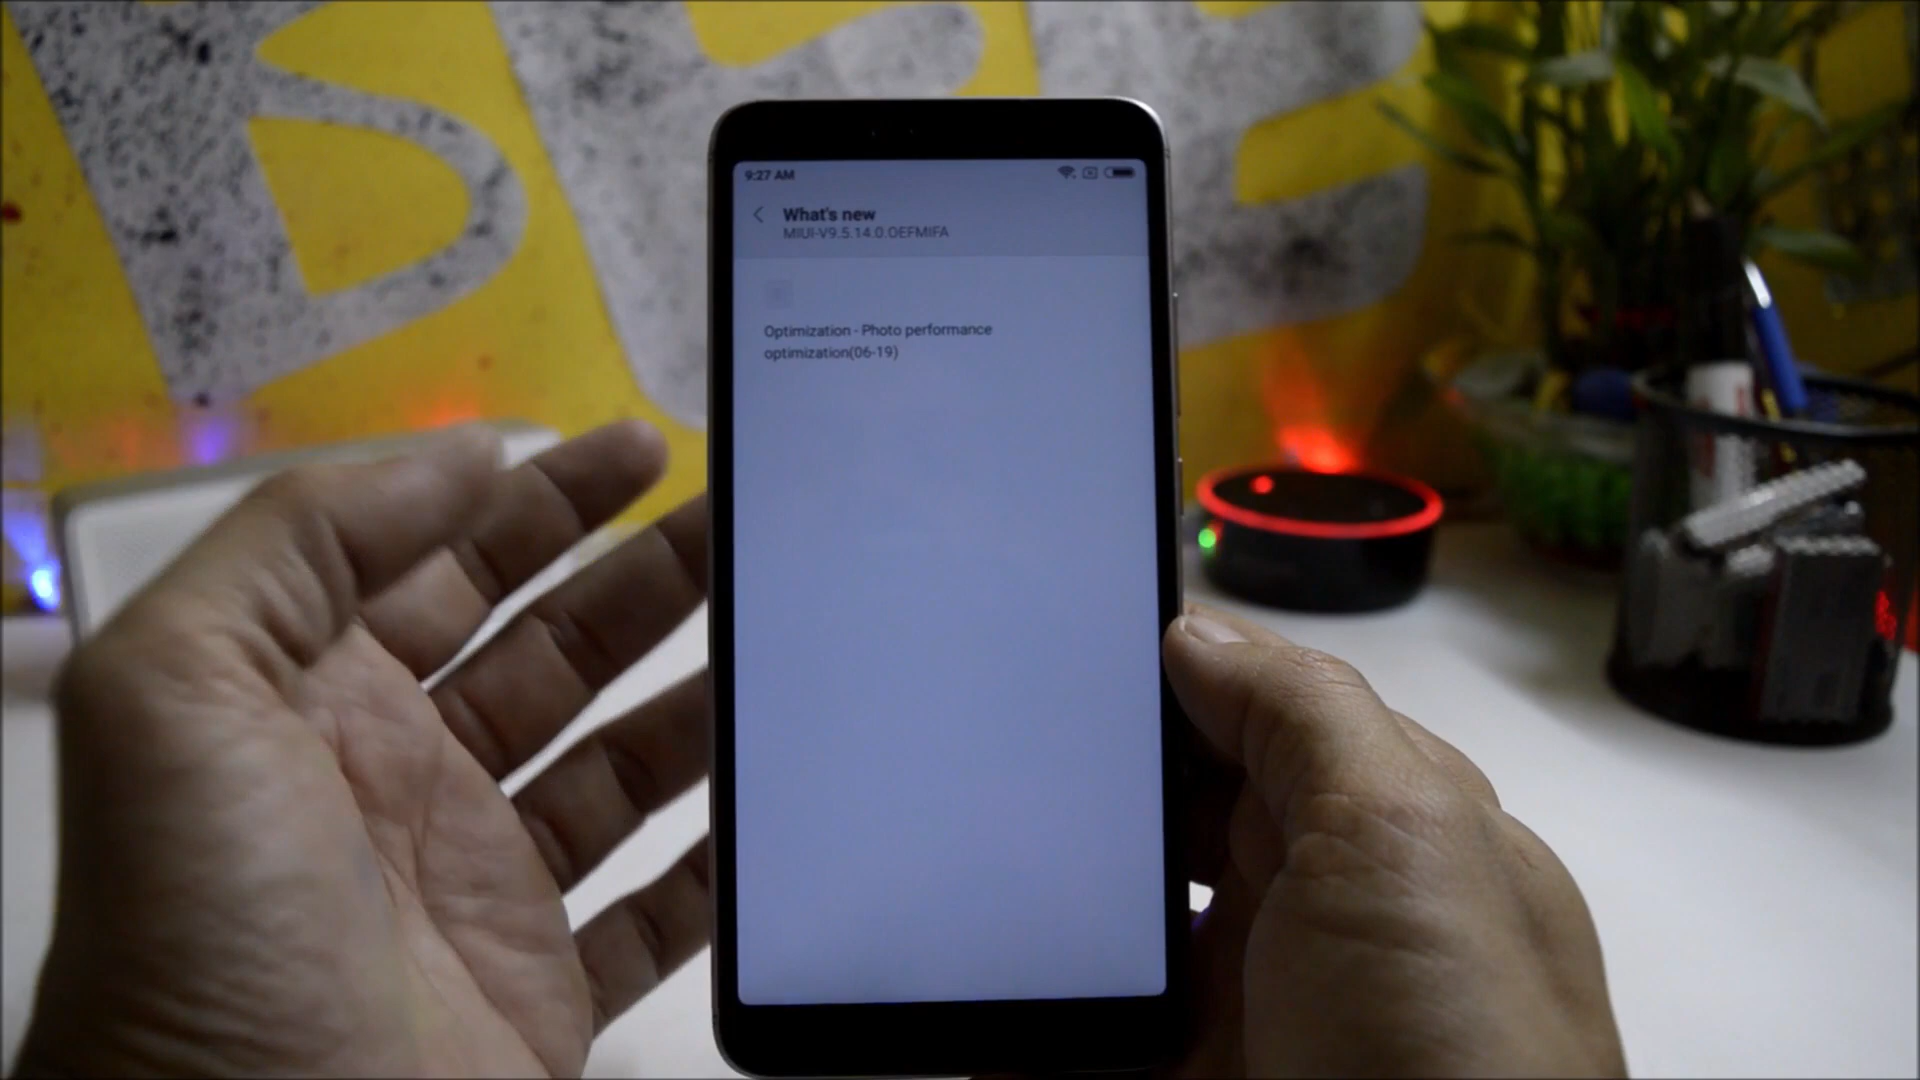 9:27 AM
What's new
MIUI-V9.5.14.0.OEFMIFA
Optimization - Photo performance
optimization(06-19)